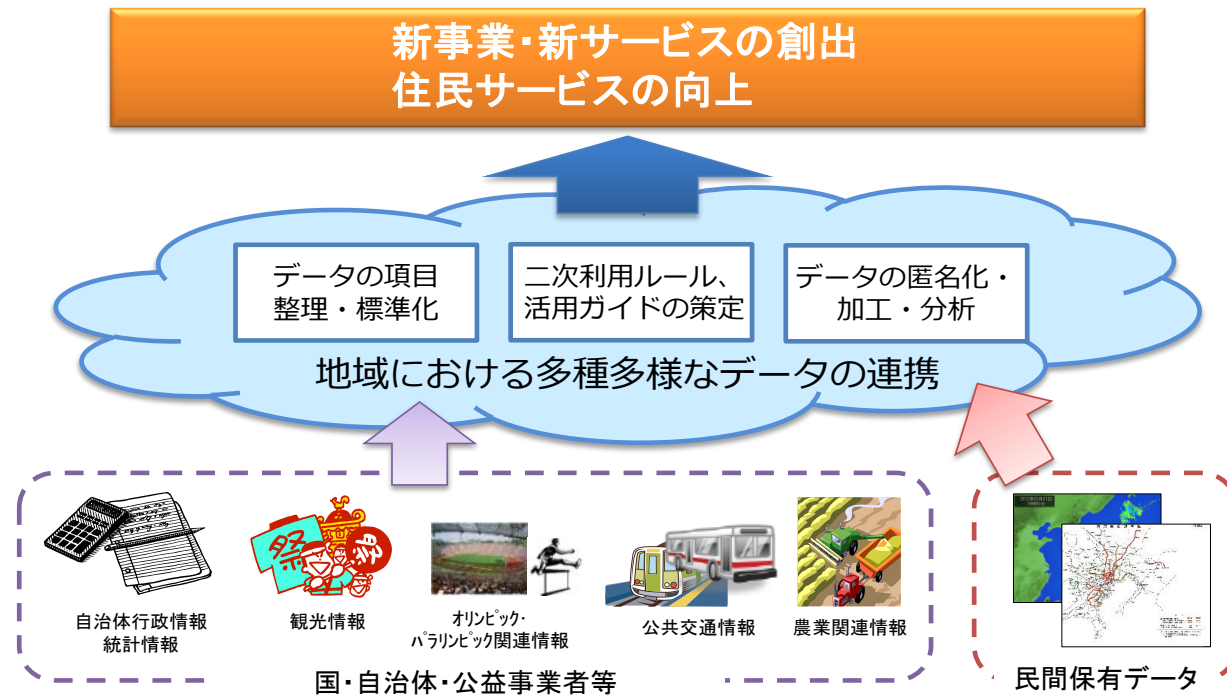 新事業・新サービスの創出
住民サービスの向上
データの項目
整理・標準化
二次利用ルール、
活用ガイドの策定
データの匿名化・
加工・分析
地域における多種多様なデータの連携
祭
祭
自治体行政情報
統計情報
観光情報
オリンピック・
パラリンピック関連情報
公共交通情報
農業関連情報
国・自治体・公益事業者等
民間保有データ